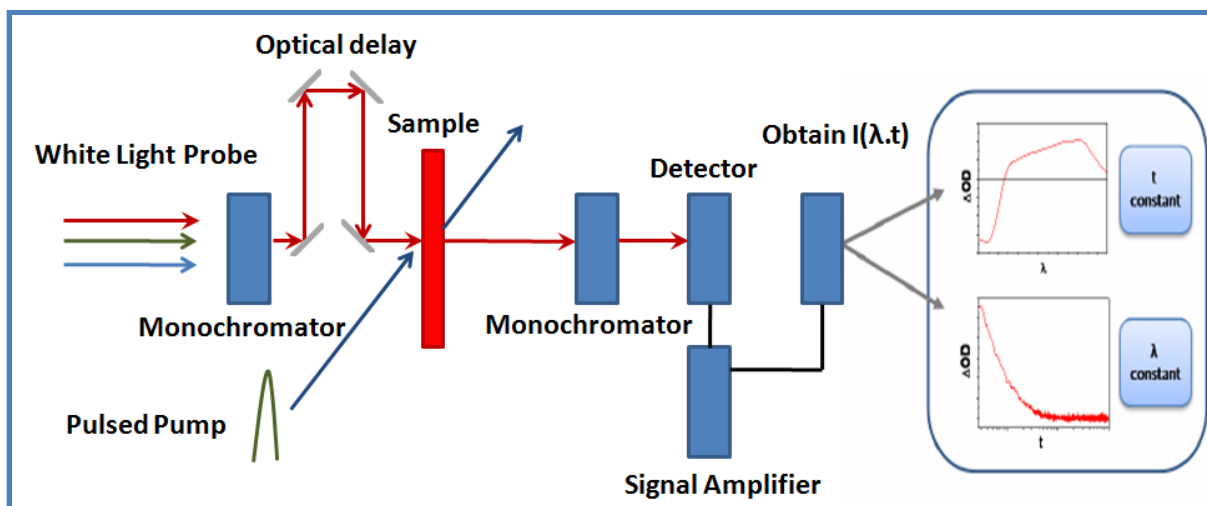 Optical delay
Sample
White Light Probe
Obtain I(λ.t)
Detector
ΔOD
λ
t
constant
Monochromator
Monochromator
ΔOD
t
λ
constant
Pulsed Pump
Signal Amplifier